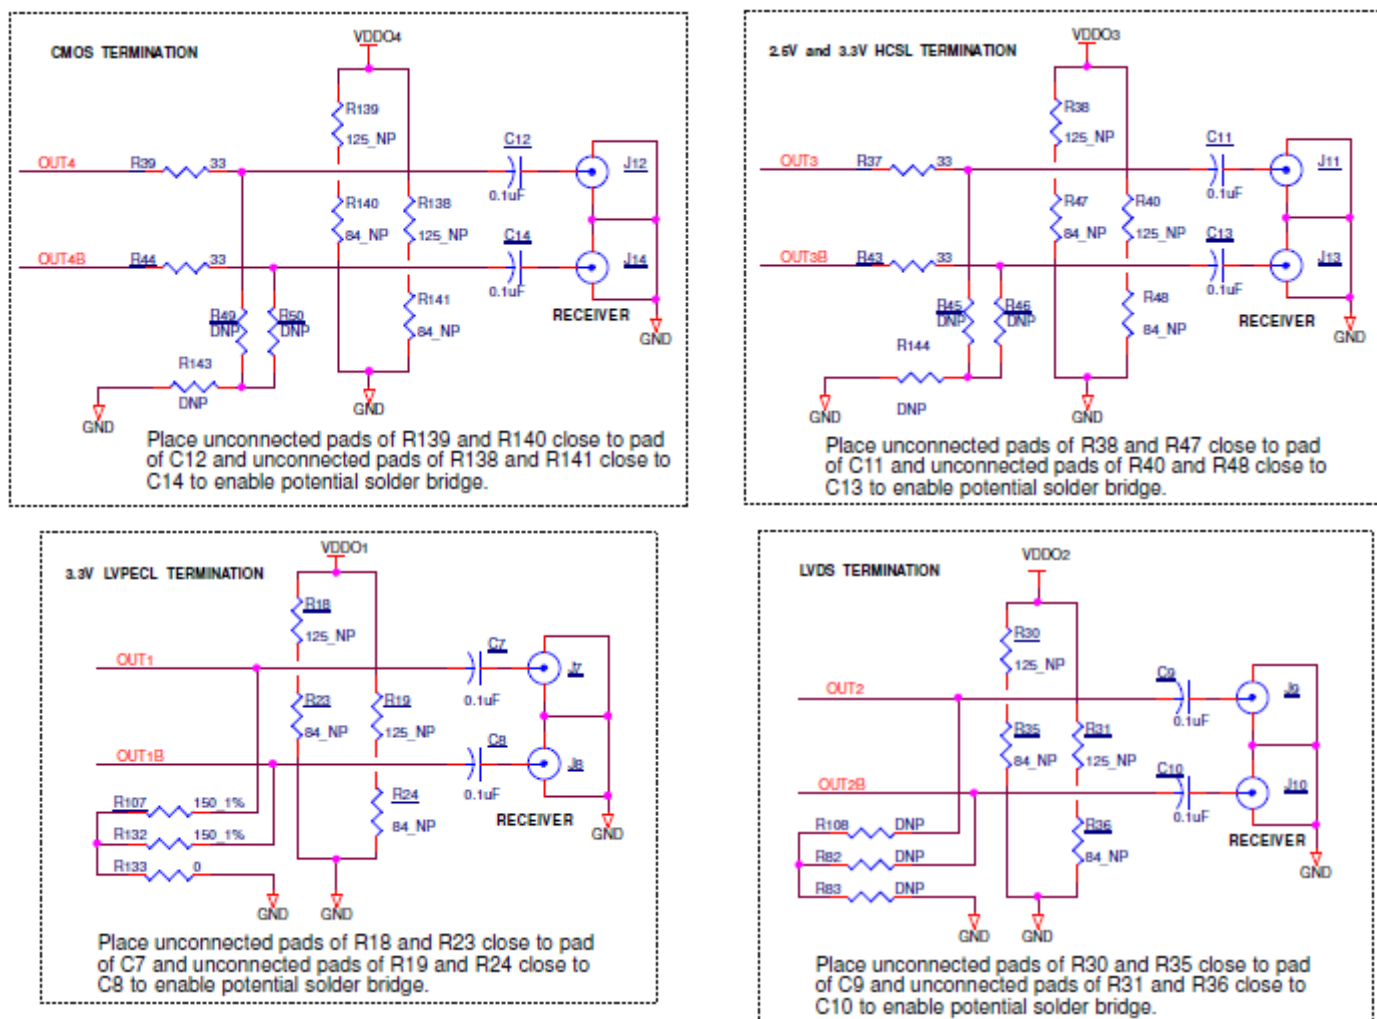 CMOS TERMINATION
VDDO4
R139
125_NP
C12
OUT4
R39
33
J12
0.1uF
R140
R138
84_NP
125_NP
C14
OUT4B
R44
33
J14
0.1uF
R141
R49
R50
DNP
DNP
84_NP
RECEIVER
GND
R143
DNP
GND
GND
Place unconnected pads of R139 and R140 close to pad
of C12 and unconnected pads of R138 and R141 close to
C14 to enable potential solder bridge.
2.5V and 3.3V HCSL TERMINATION
VDDO3
R38
125_NP
C11
OUT3
R37
33
J11
0.1uF
R47
R40
84_NP
125_NP
C13
OUT3B
R43
33
J13
0.1uF
R48
R45
R46
DNP
DNP
84_NP
RECEIVER
GND
R144
DNP
GND
GND
Place unconnected pads of R38 and R47 close to pad
of C11 and unconnected pads of R40 and R48 close to
C13 to enable potential solder bridge.
3.3V LVPECL TERMINATION
VDDO1
R18
125_NP
C7
OUT1
J7
0.1uF
R23
R19
84_NP
125_NP
C8
OUT1B
J8
0.1uF
R24
R107
150_1%
84_NP
RECEIVER
GND
R132
150_1%
R133
0
GND
GND
Place unconnected pads of R18 and R23 close to pad
of C7 and unconnected pads of R19 and R24 close to
C8 to enable potential solder bridge.
LVDS TERMINATION
VDDO2
R30
125_NP
C9
OUT2
J9
0.1uF
R35
R31
84_NP
125_NP
C10
OUT2B
J10
0.1uF
R36
R108
DNP
84_NP
RECEIVER
GND
R82
DNP
R83
DNP
GND
GND
Place unconnected pads of R30 and R35 close to pad
of C9 and unconnected pads of R31 and R36 close to
C10 to enable potential solder bridge.